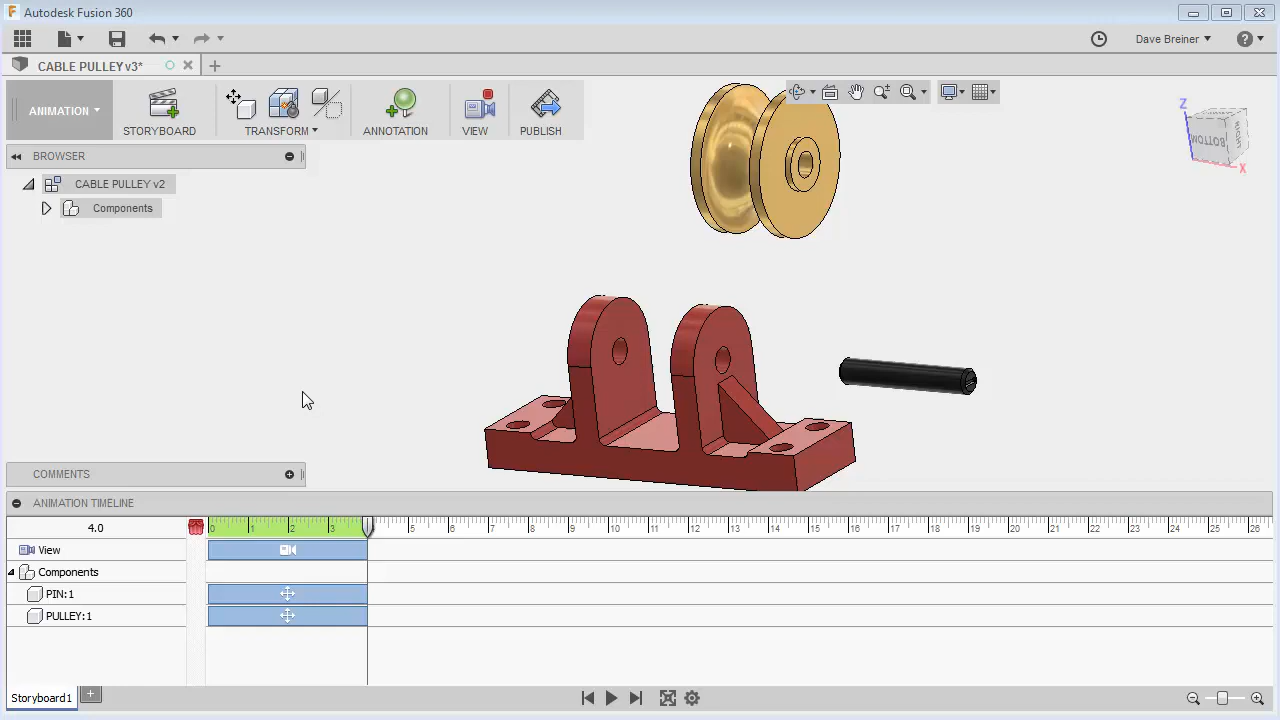 Autodesk Fusion 360
Dave Breiner
CABLE PULLEY v3*
ANIMATION
STORYBOARD
TRANSFORM
ANNOTATION
VIEW
PUBLISH
Z
BOTTOM
X
BROWSER
CABLE PULLEY v2
Components
COMMENTS
ANIMATION TIMELINE
4.0
0 1 2 3 5 6 7 8 9 10 11 12 13 14 15 16 17 18 19 20 21 22 23 24 25 26
View
Components
PIN:1
PULLEY:1
Storyboard1